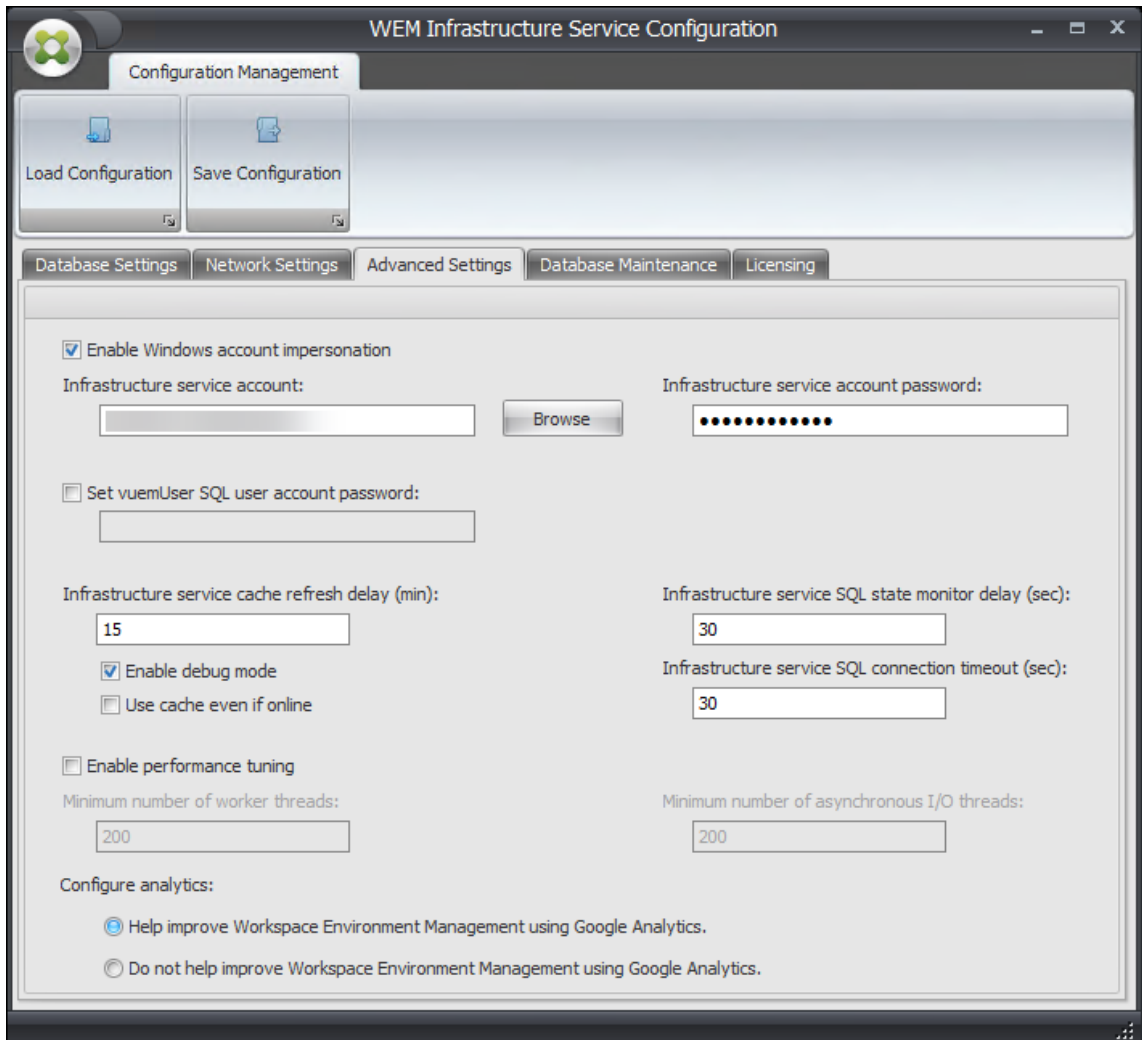 WEM Infrastructure Service Configuration
Configuration Management
Load Configuration
Save Configuration
Database Settings
Network Settings
Advanced Settings
Database Maintenance
Licensing
Enable Windows account impersonation
Infrastructure service account:
Infrastructure service account password:
Browse
••••••••••••
Set vuemUser SQL user account password:
Infrastructure service cache refresh delay (min):
Infrastructure service SQL state monitor delay (sec):
15
30
Enable debug mode
Infrastructure service SQL connection timeout (sec):
Use cache even if online
30
Enable performance tuning
Minimum number of worker threads:
Minimum number of asynchronous I/O threads:
200
200
Configure analytics:
Help improve Workspace Environment Management using Google Analytics.
Do not help improve Workspace Environment Management using Google Analytics.